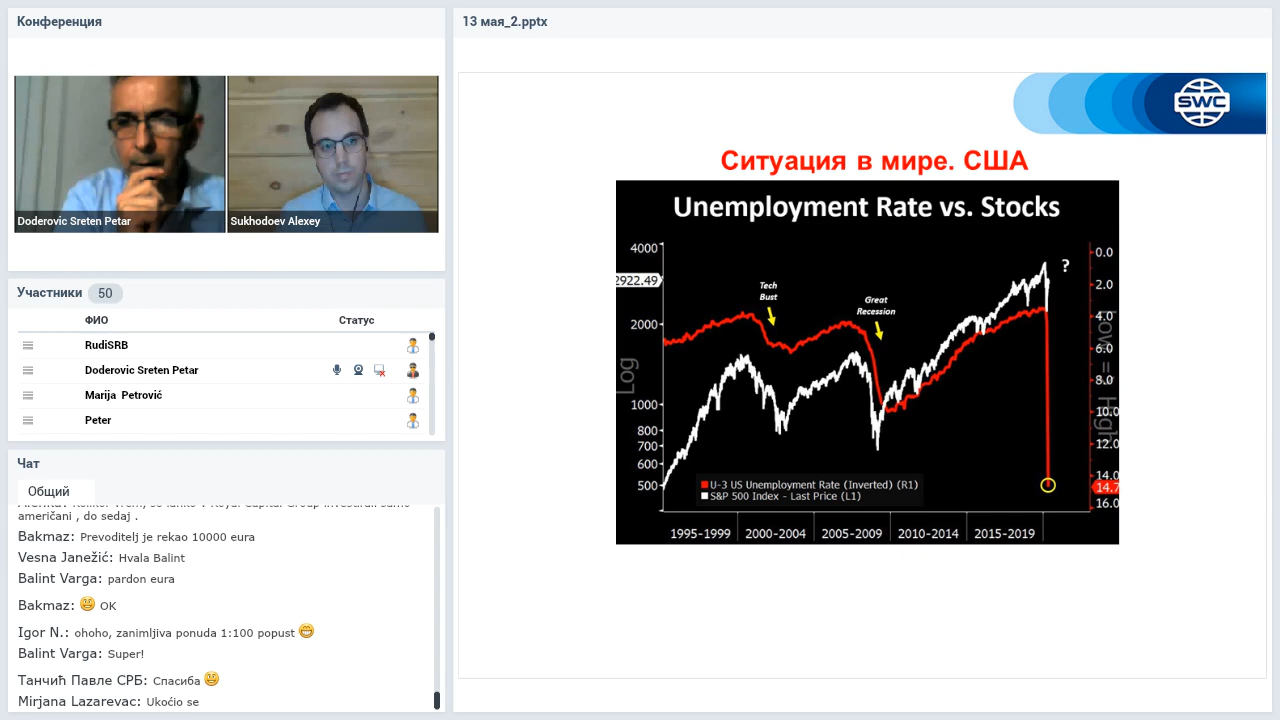 Конференция
Doderovic Sreten Petar
Sukhodoev Alexey
Участники 50
ФИО Статус
RudiSRB
Doderovic Sreten Petar
Marija Petrović
Peter
Чат
Общий
američani , do sedaj .
Bakmaz: Prevoditelj je rekao 10000 eura
Vesna Janežić: Hvala Balint
Balint Varga: pardon eura
Bakmaz: OK
Igor N.: ohoho, zanimljiva ponuda 1:100 popust
Balint Varga: Super!
Танчић Павле СРБ: Спасиба
Mirjana Lazarevac: Ukoćio se
13 мая_2.pptx
SWC
Ситуация в мире. США
Unemployment Rate vs. Stocks
4000
2922.49
2000
1000
800
700
600
500
Log
Tech
Bust
Great
Recession
?
0.0
2.0
4.0
6.0
8.0
10.0
12.0
14.0
14.7
16.0
Low = High
U-3 US Unemployment Rate (Inverted) (R1)
S&P 500 Index - Last Price (L1)
1995-1999 2000-2004 2005-2009 2010-2014 2015-2019